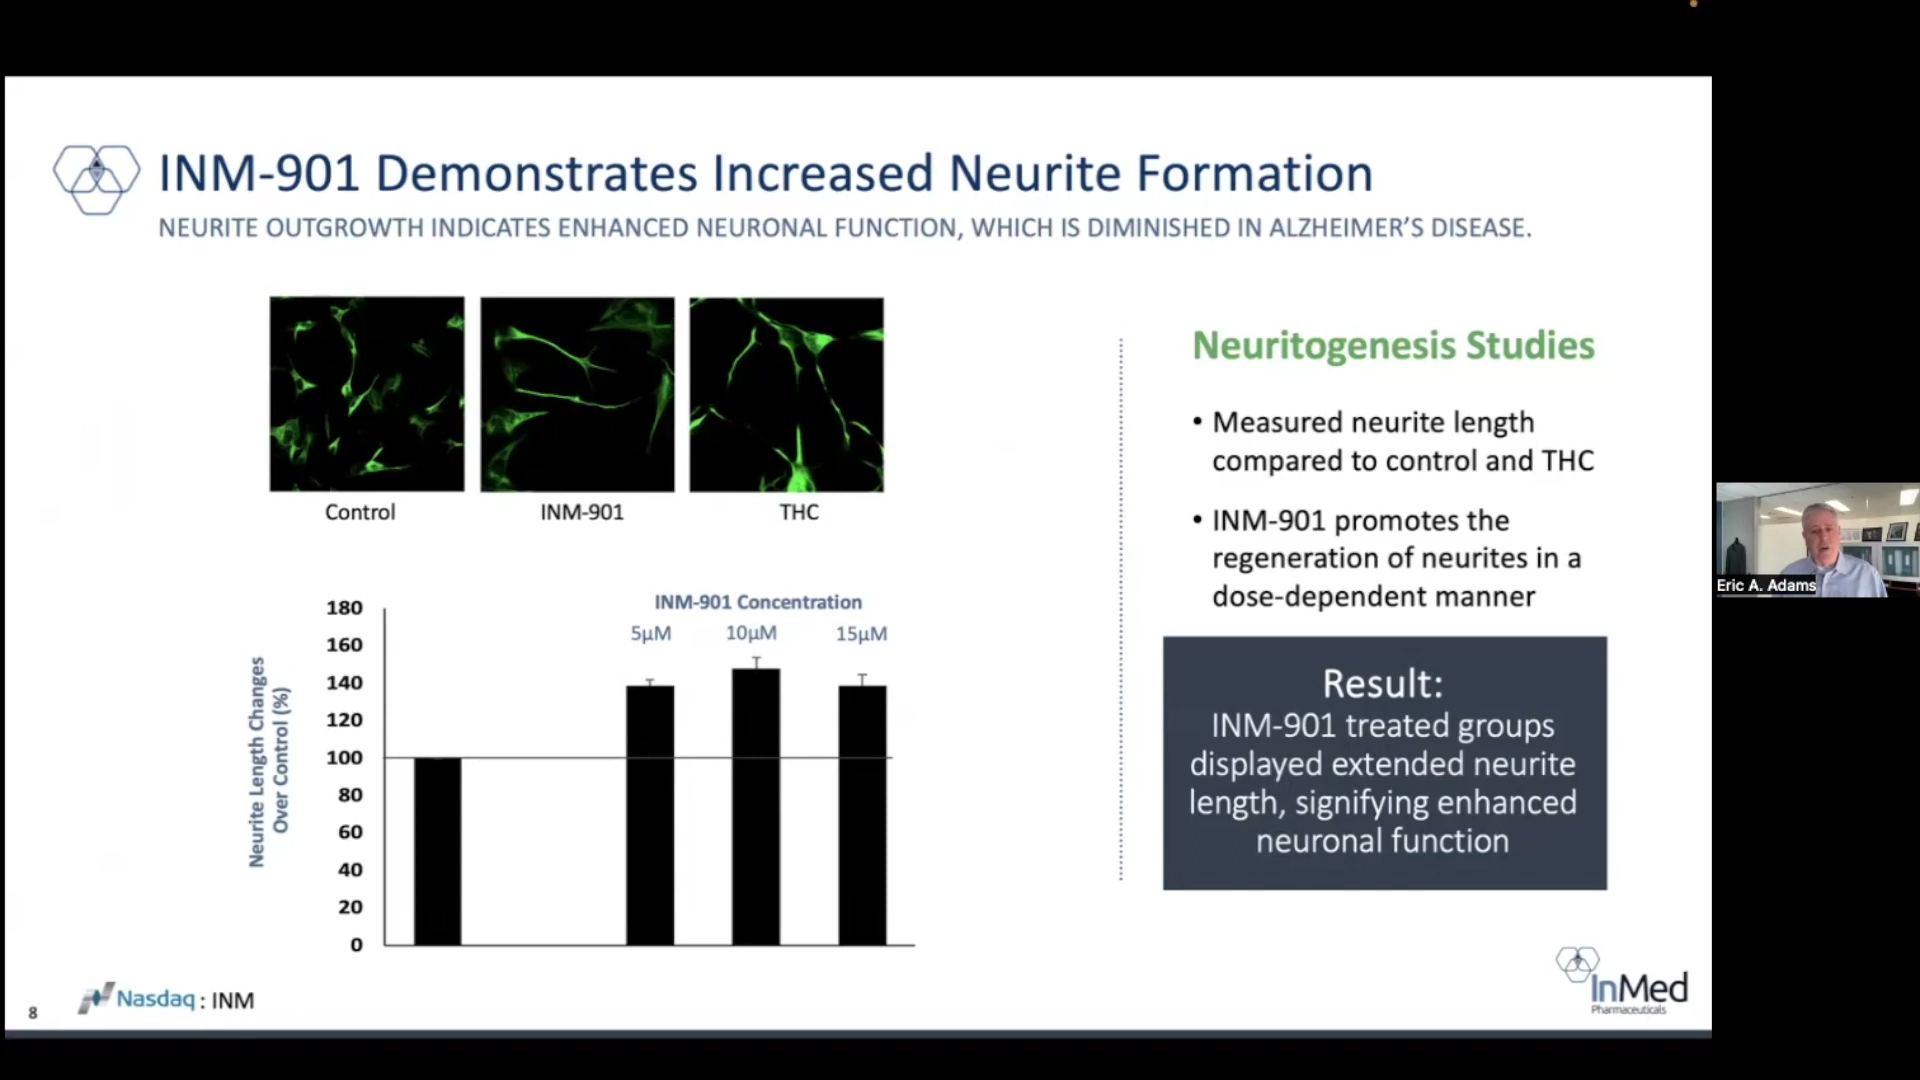 INM-901 Demonstrates Increased Neurite Formation
NEURITE OUTGROWTH INDICATES ENHANCED NEURONAL FUNCTION, WHICH IS DIMINISHED IN ALZHEIMER'S DISEASE.
Control
INM-901
THC
INM-901 Concentration
5µM
10µM
15µM
Neurite Length Changes
Over Control (%)
180
160
140
120
100
80
60
40
20
0
Neuritogenesis Studies
• Measured neurite length
compared to control and THC
• INM-901 promotes the
regeneration of neurites in a
dose-dependent manner
Result:
INM-901 treated groups
displayed extended neurite
length, signifying enhanced
neuronal function
Eric A. Adams
8
Nasdaq : INM
InMed
Pharmaceuticals